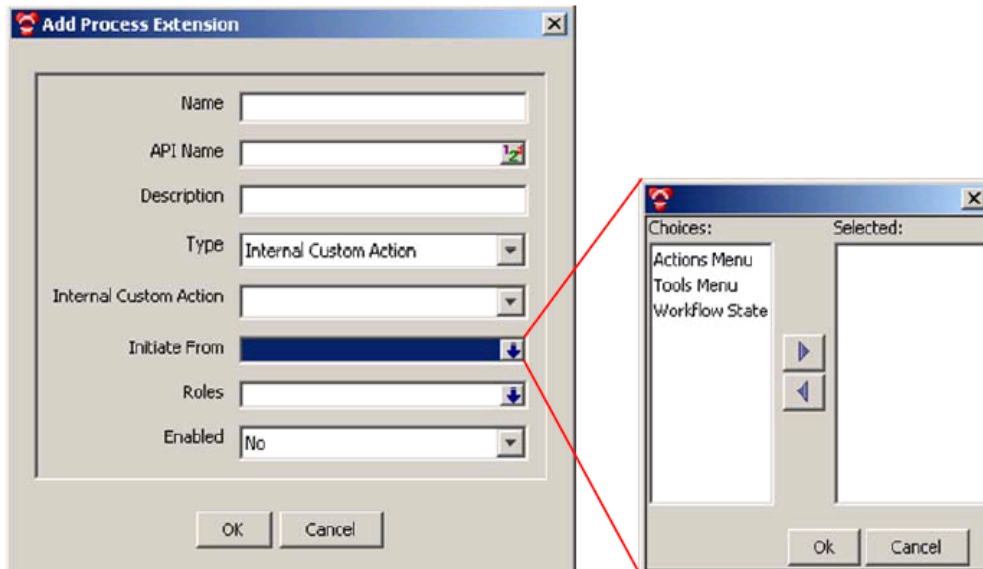 Add Process Extension
Name
API Name
Description
Type Internal Custom Action
Internal Custom Action
Initiate From
Roles
Enabled No
OK Cancel
Choices: Selected:
Actions Menu
Tools Menu
Workflow State
Ok Cancel